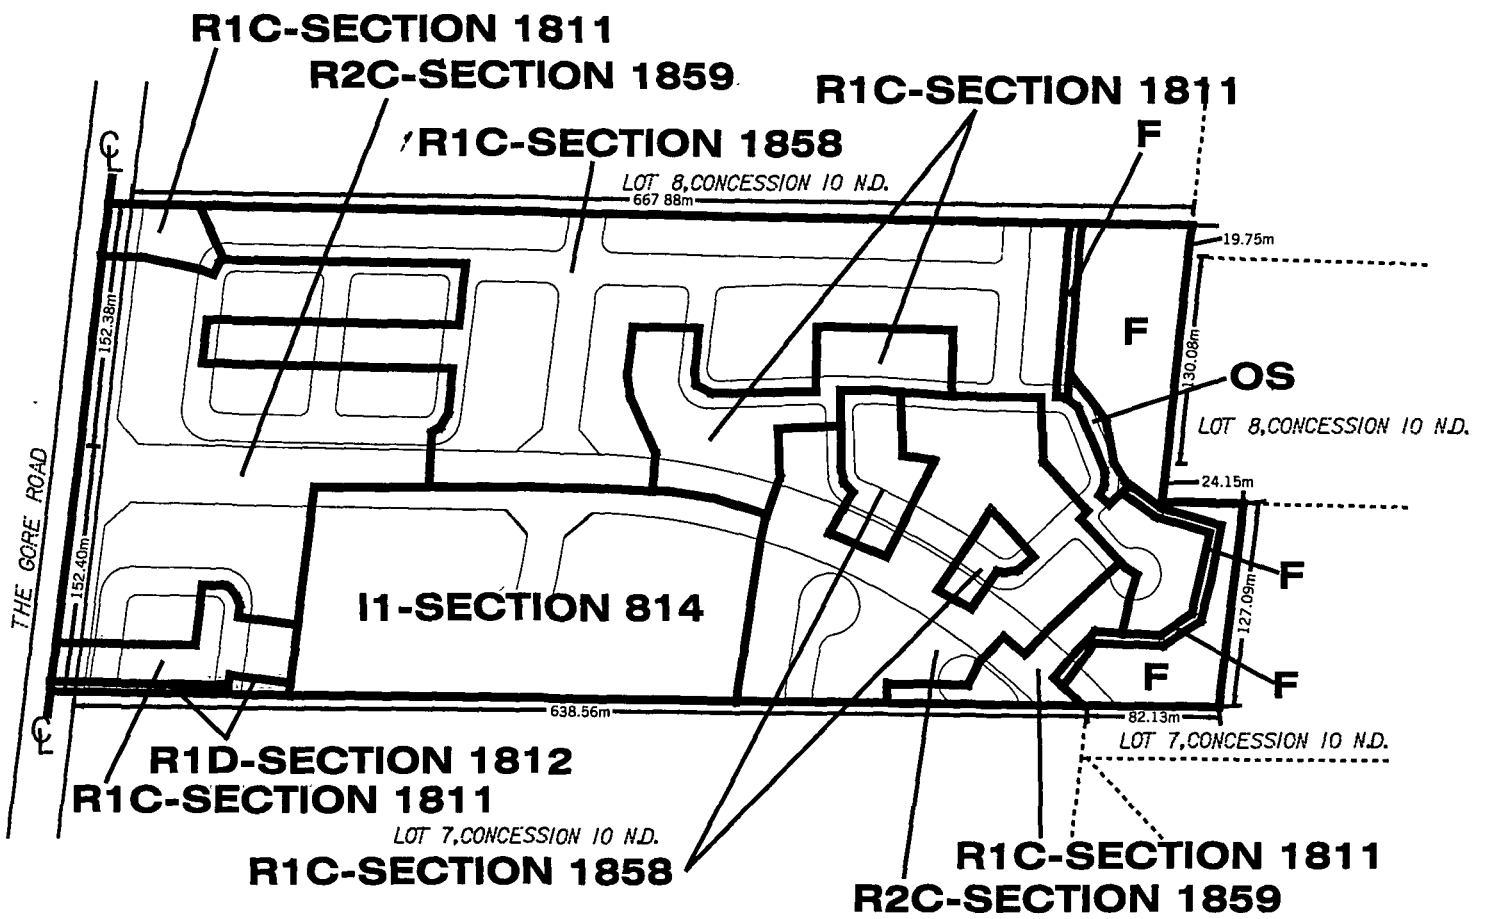 R1C-SECTION 1811
R2C-SECTION 1859
R1C-SECTION 1811
F
R1C-SECTION 1858
LOT 8, CONCESSION 10 N.D.
667 88m
C
L
19.75m
152.38m
130.08m
F
OS
LOT 8, CONCESSION 10 N.D.
24.15m
THE GORE ROAD
152.40m
I1-SECTION 814
F
127.09m
F
F
638.56m
82.13m
C
L
LOT 7, CONCESSION 10 N.D.
R1D-SECTION 1812
R1C-SECTION 1811
LOT 7, CONCESSION 10 N.D.
R1C-SECTION 1858
R1C-SECTION 1811
R2C-SECTION 1859